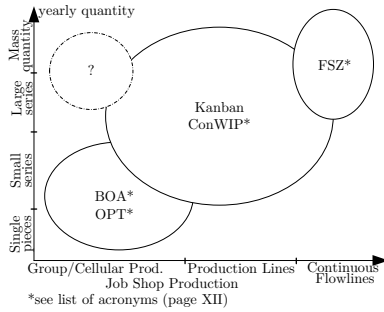 yearly quantity
Mass
quantity
Large
series
Small
series
Single
pieces
?
FSZ*
Kanban
ConWIP*
BOA*
OPT*
Group/Cellular Prod.
Production Lines
Continuous
Flowlines
Job Shop Production
*see list of acronyms (page XII)